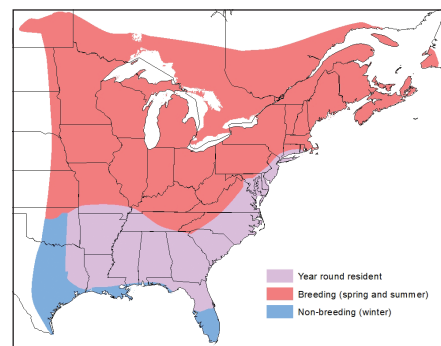 Year round resident
Breeding (spring and summer)
Non-breeding (winter)